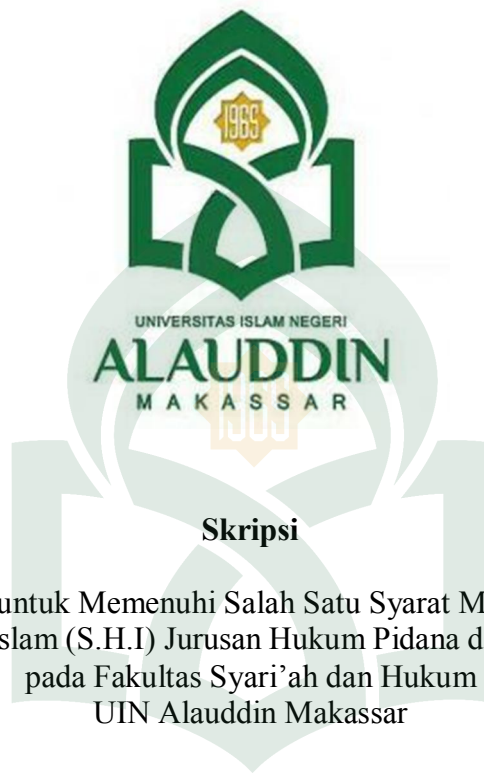 1965
UNIVERSITAS ISLAM NEGERI
ALAUDDIN
MAKASSAR
1965
Skripsi
untuk Memenuhi Salah Satu Syarat M
slam (S.H.I) Jurusan Hukum Pidana d
pada Fakultas Syari’ah dan Hukum
UIN Alauddin Makassar